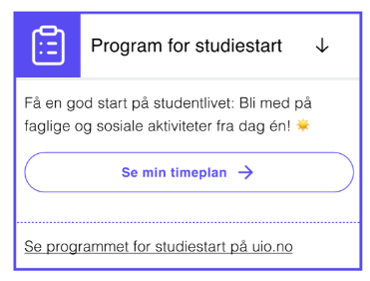 Program for studiestart
Få en god start på studentlivet: Bli med på
faglige og sosiale aktiviteter fra dag én! ☀️
Se min timeplan →
Se programmet for studiestart på uio.no